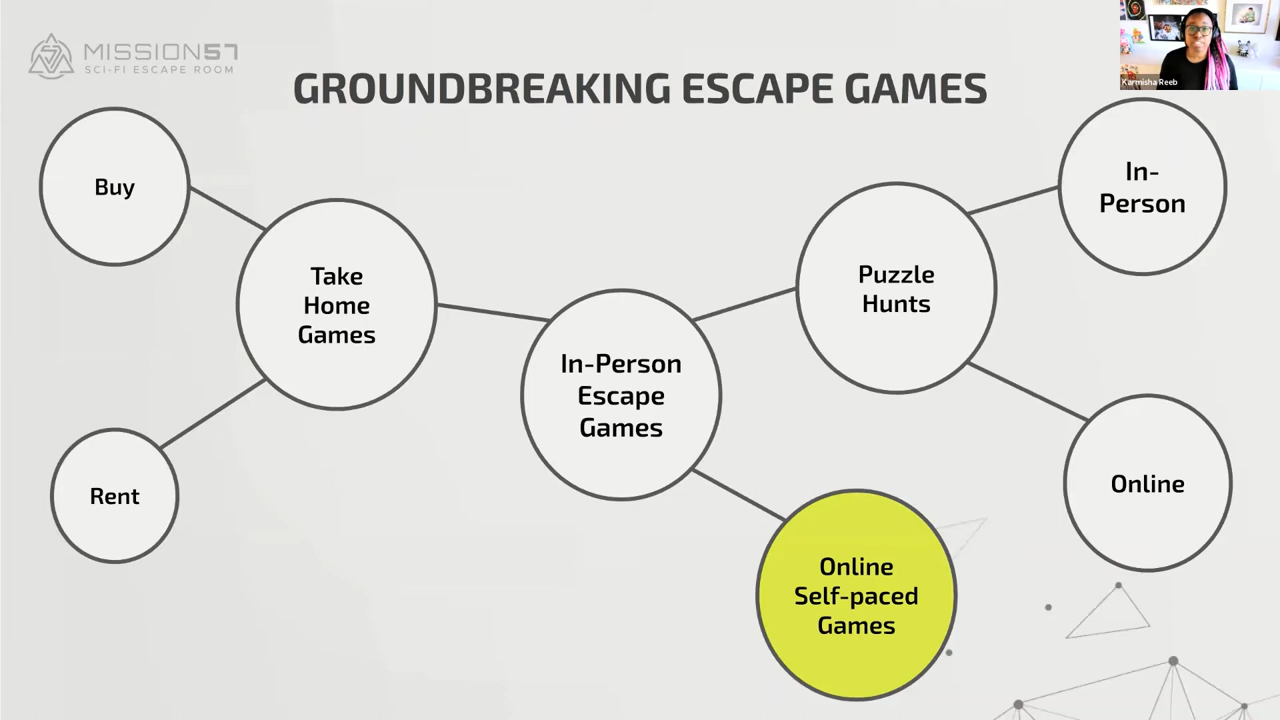 MISSION57
SCI-FI ESCAPE ROOM
GROUNDBREAKING ESCAPE GAMES
Karmisha Reeb
Buy
Take
Home
Games
Rent
In-Person
Escape
Games
Puzzle
Hunts
In-
Person
Online
Online
Self-paced
Games